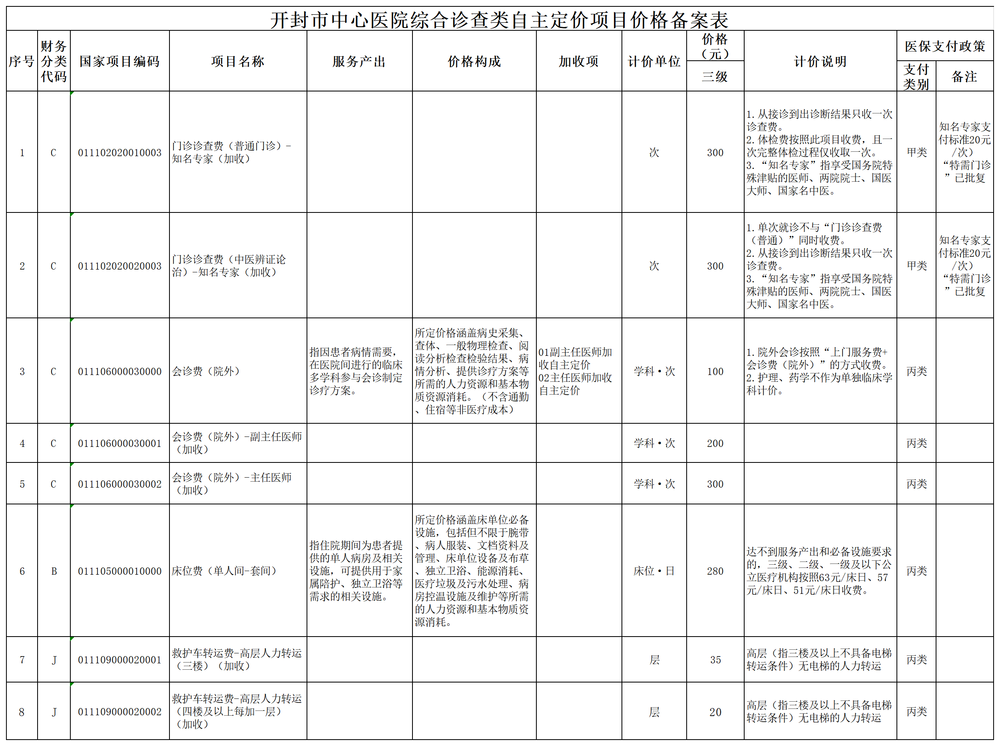 开封市中心医院综合诊查类自主定价项目价格备案表
序号
财务
分类
代码
国家项目编码
项目名称
服务产出
价格构成
加收项
计价单位
价格
（元）
三级
计价说明
医保支付政策
支付
类别
备注
1
C
011102020010003
门诊诊查费（普通门诊）-
知名专家（加收）
次
300
1.从接诊到出诊断结果只收一次
诊查费。
2.体检费按照此项目收费，且一
次完整体检过程仅收取一次。
3.“知名专家”指享受国务院特
殊津贴的医师、两院院士、国医
大师、国家名中医。
甲类
知名专家支
付标准20元
/次）
“特需门诊
”已批复
2
C
011102020020003
门诊诊查费（中医辨证论
治）-知名专家（加收）
次
300
1.单次就诊不与“门诊诊查费
（普通）”同时收费。
2.从接诊到出诊断结果只收一次
诊查费。
3.“知名专家”指享受国务院特
殊津贴的医师、两院院士、国医
大师、国家名中医。
甲类
知名专家支
付标准20元
/次）
“特需门诊
”已批复
3
C
011106000030000
会诊费（院外）
指因患者病情需要，
在医院间进行的临床
多学科参与会诊制定
诊疗方案。
所定价格涵盖病史采集、
查体、一般物理检查、阅
读分析检查检验结果、病
情分析、提供诊疗方案等
所需的人力资源和基本物
质资源消耗。（不含通勤
、住宿等非医疗成本）
01副主任医师加
收自主定价
02主任医师加收
自主定价
学科·次
100
1.院外会诊按照“上门服务费+
会诊费（院外）”的方式收费。
2.护理、药学不作为单独临床学
科计价。
丙类
4
C
011106000030001
会诊费（院外）-副主任医师
（加收）
学科·次
200
丙类
5
C
011106000030002
会诊费（院外）-主任医师
（加收）
学科·次
300
丙类
6
B
011105000010000
床位费（单人间-套间）
指住院期间为患者提
供的单人病房及相关
设施，可提供用于家
属陪护、独立卫浴等
需求的相关设施。
所定价格涵盖床单位必备
设施，包括但不限于腕带
、病人服装、文档资料及
管理、床单位设备及布草
、独立卫浴、能源消耗、
医疗垃圾及污水处理、病
房控温设施及维护等所需
的人力资源和基本物质资
源消耗。
床位·日
280
达不到服务产出和必备设施要求
的，三级、二级、一级及以下公
立医疗机构按照63元/床日、57
元/床日、51元/床日收费。
丙类
7
J
011109000020001
救护车转运费-高层人力转运
（三楼）（加收）
层
35
高层（指三楼及以上不具备电梯
转运条件）无电梯的人力转运
丙类
8
J
011109000020002
救护车转运费-高层人力转运
（四楼及以上每加一层）
（加收）
层
20
高层（指三楼及以上不具备电梯
转运条件）无电梯的人力转运
丙类